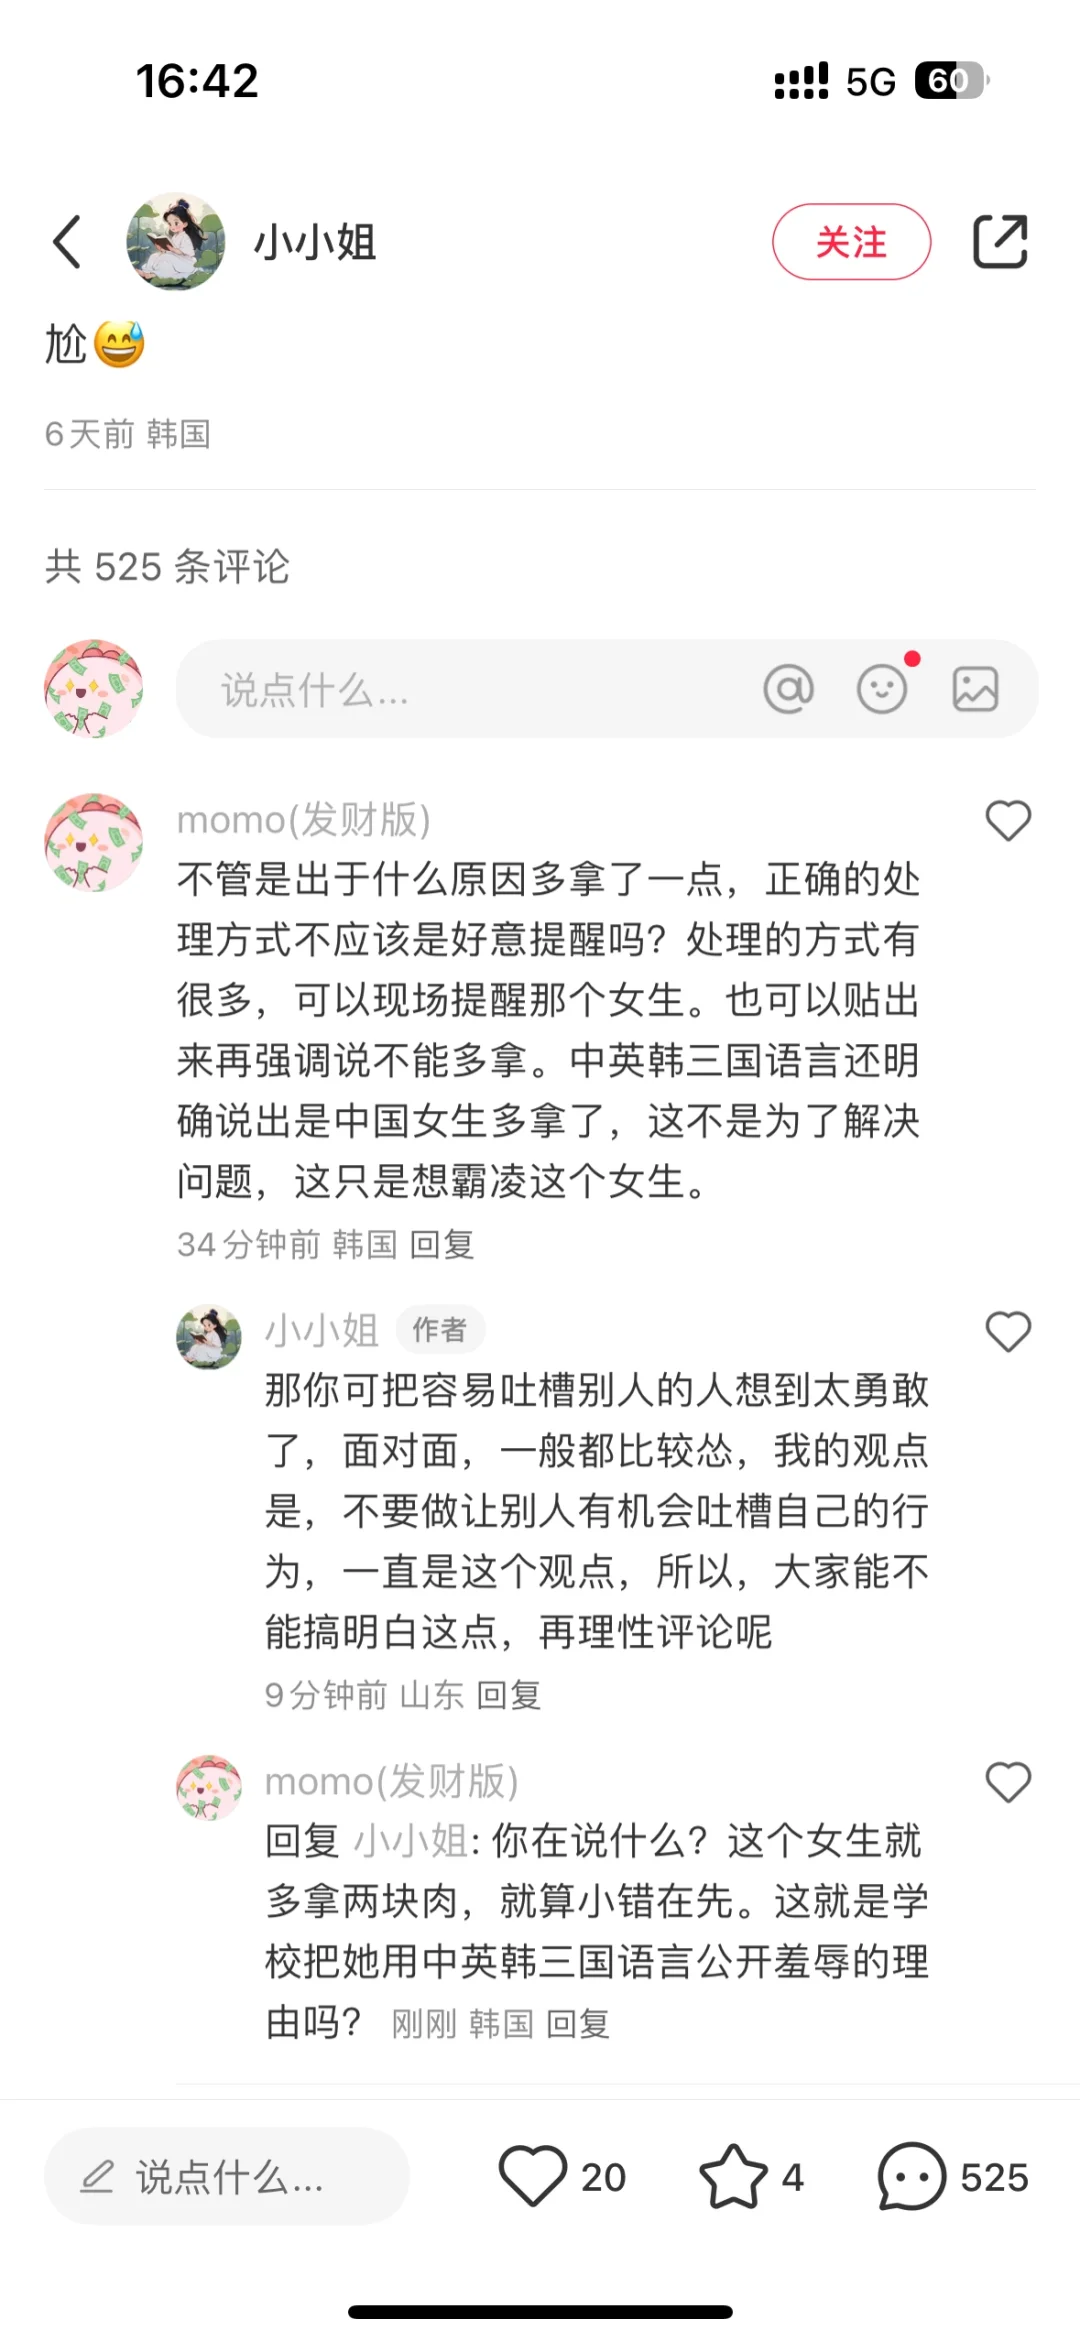 16:42
5G 60
小小姐
关注
尬😅
6天前 韩国
共 525 条评论
说点什么...
momo(发财版)
不管是出于什么原因多拿了一点，正确的处
理方式不应该是好意提醒吗？处理的方式有
很多，可以现场提醒那个女生。也可以贴出
来再强调说不能多拿。中英韩三国语言还明
确说出是中国女生多拿了，这不是为了解决
问题，这只是想霸凌这个女生。
34分钟前 韩国 回复
小小姐 作者
那你可把容易吐槽别人的人想到太勇敢
了，面对面，一般都比较怂，我的观点
是，不要做让别人有机会吐槽自己的行
为，一直是这个观点，所以，大家能不
能搞明白这点，再理性评论呢
9分钟前 山东 回复
momo(发财版)
回复 小小姐: 你在说什么？这个女生就
多拿两块肉，就算小错在先。这就是学
校把她用中英韩三国语言公开羞辱的理
由吗？ 刚刚 韩国 回复
说点什么... 20 4 525